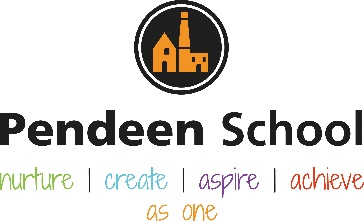 Pendeen School
nurture | create | aspire | achieve
as one